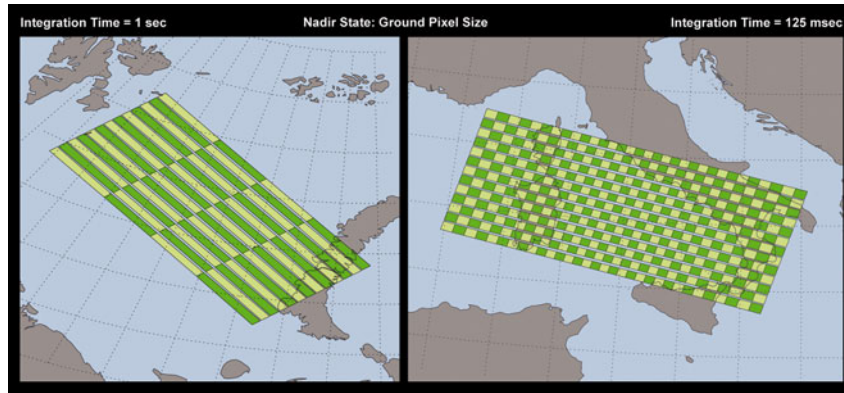 Integration Time = 1 sec
Nadir State: Ground Pixel Size
Integration Time = 125 msec